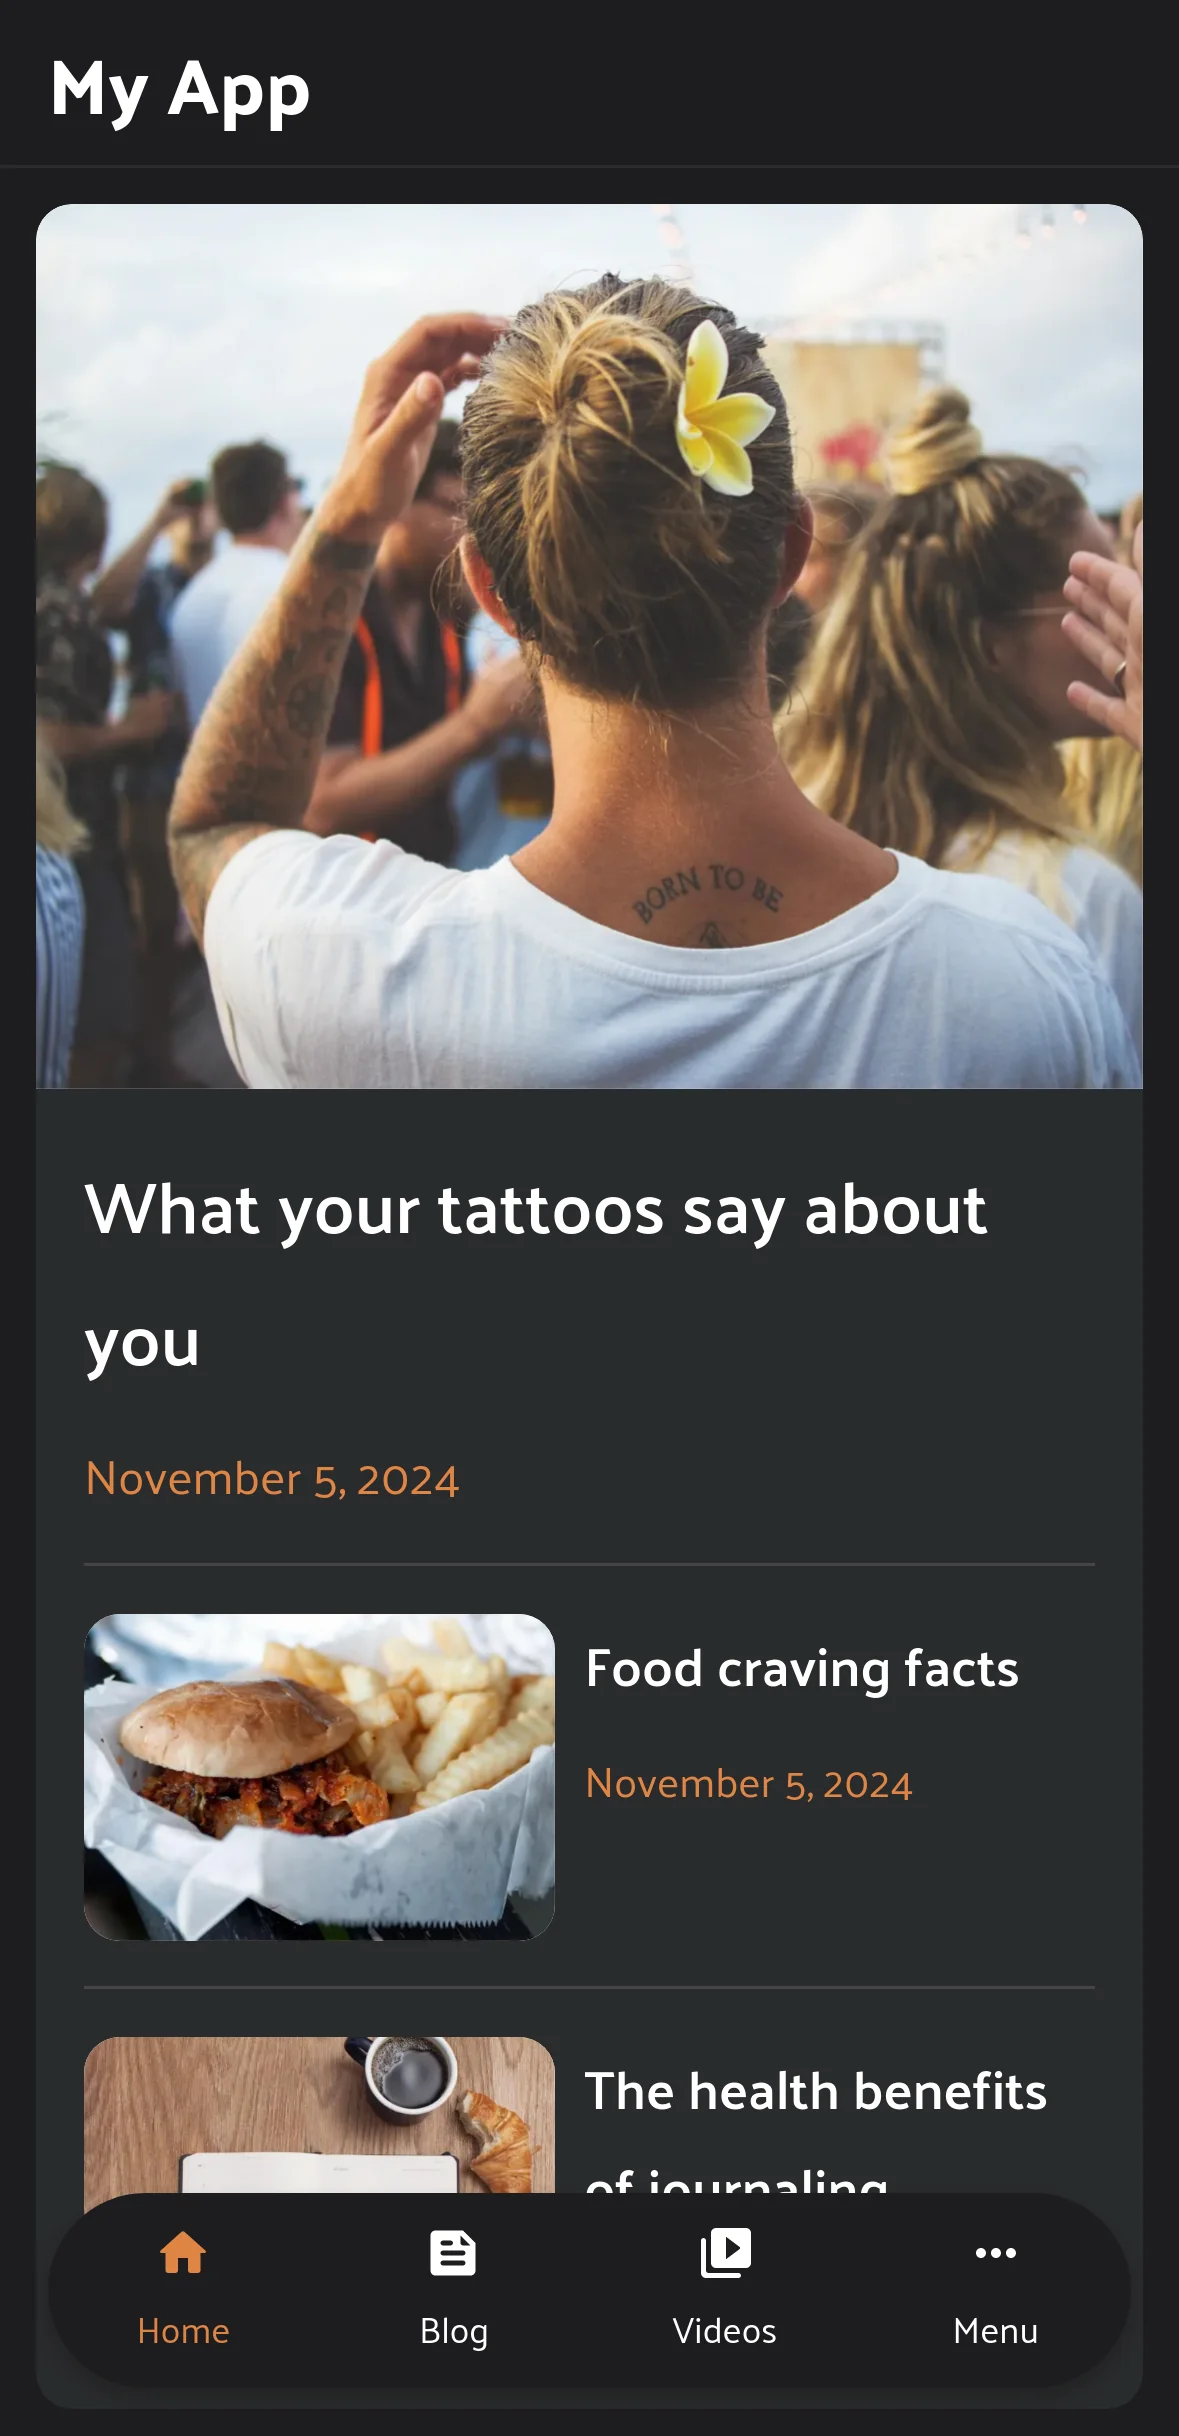 My App
BORN TO BE
What your tattoos say about
you
November 5, 2024
Food craving facts
November 5, 2024
The health benefits
of journaling
Home
Blog
Videos
Menu